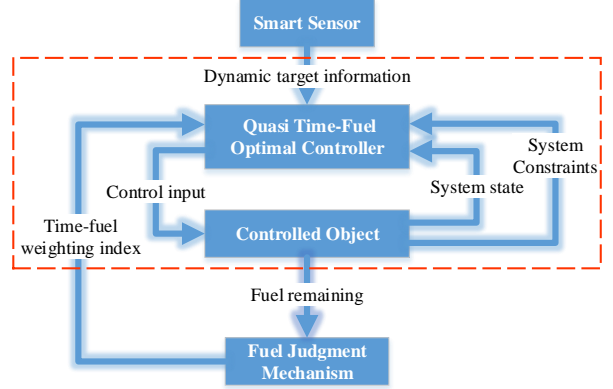 Smart Sensor
Dynamic target information
Quasi Time-Fuel
Optimal Controller
System
Constraints
Control input
System state
Time-fuel
weighting index
Controlled Object
Fuel remaining
Fuel Judgment
Mechanism